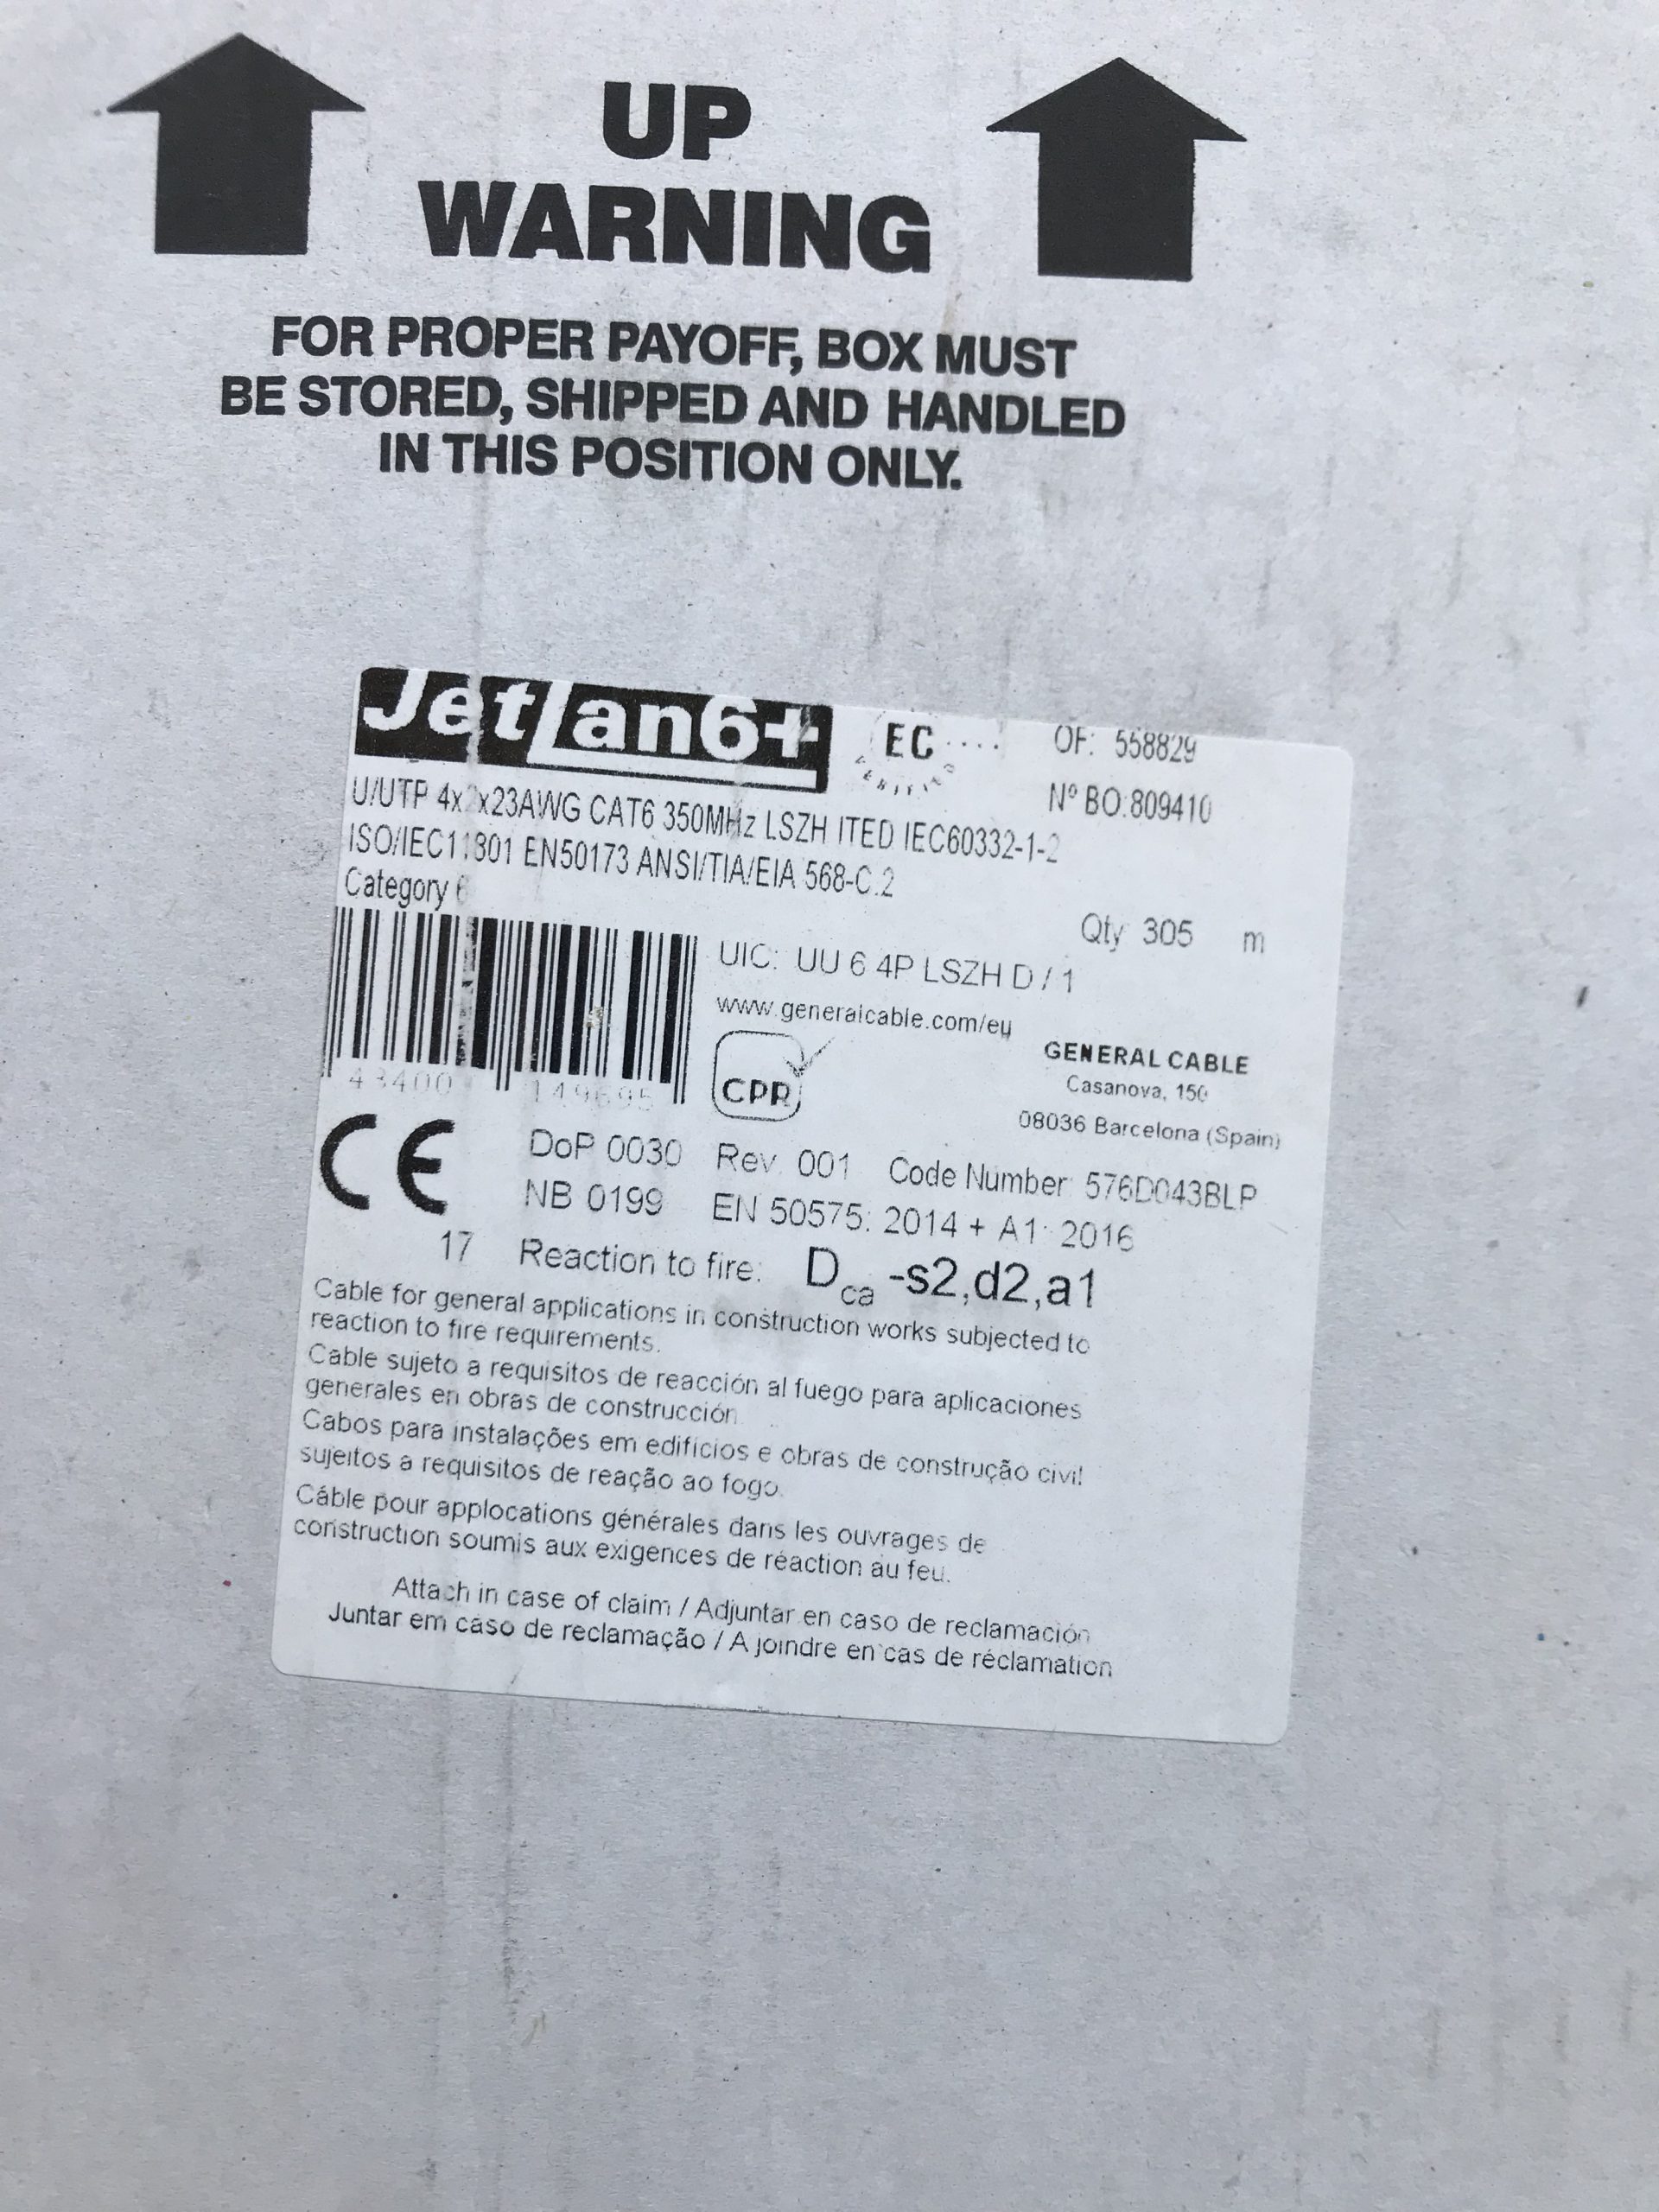 UP
WARNING
FOR PROPER PAYOFF, BOX MUST
BE STORED, SHIPPED AND HANDLED
IN THIS POSITION ONLY.
Jetlan6+
EC
OF: 558829
U/UTP 4x2x23AWG CAT6 350MHz LSZH ITED IEC60332-1-2
Nº BO:809410
ISO/IEC11801 EN50173 ANSI/TIA/EIA 568-C.2
Category 6
Qty 305 m
UIC: UU 6 4P LSZH D / 1
www.generalcable.com/eu
CPR
GENERAL CABLE
Casanova, 150
08036 Barcelona (Spain)
149695
CE
DoP 0030 Rev. 001 Code Number: 576D043BLP
NB 0199 EN 50575: 2014 + A1: 2016
17 Reaction to fire: Dca -s2,d2,a1
Cable for general applications in construction works subjected to
reaction to fire requirements.
Cable sujeto a requisitos de reacción al fuego para aplicaciones
generales en obras de construcción.
Cabos para instalações em edificios e obras de construção civil
sujeitos a requisitos de reação ao fogo.
Cáble pour applocations générales dans les ouvrages de
construction soumis aux exigences de réaction au feu.
Attach in case of claim / Adjuntar en caso de reclamación
Juntar em caso de reclamação / A joindre en cas de réclamation